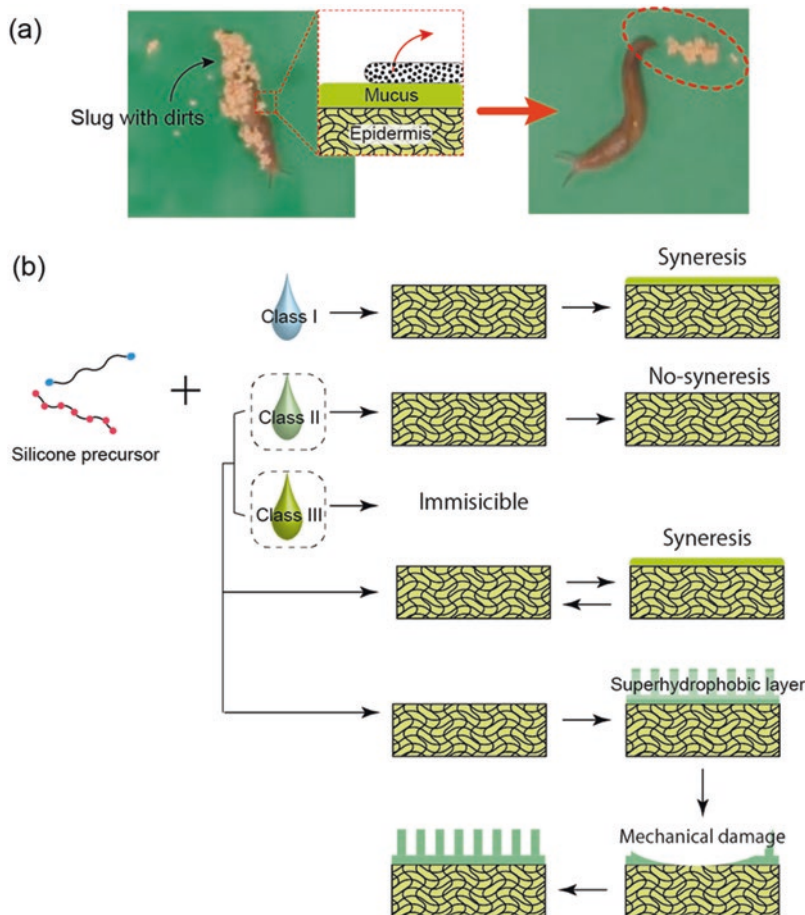 (a)
Slug with dirts
Mucus
Epidermis
(b)
Silicone precursor
+
Class I
Syneresis
Class II
No-syneresis
Class III
Immisicible
Syneresis
Superhydrophobic layer
Mechanical damage